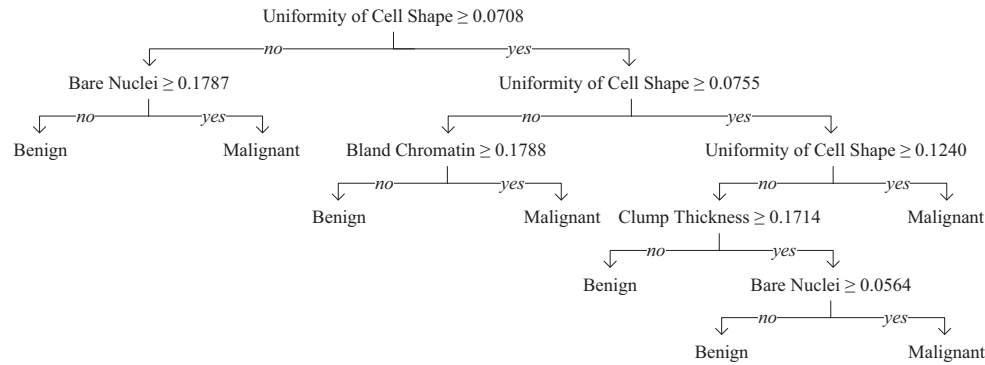 Uniformity of Cell Shape ≥ 0.0708
no yes
Bare Nuclei ≥ 0.1787 Uniformity of Cell Shape ≥ 0.0755
no yes no yes
Benign Malignant Bland Chromatin ≥ 0.1788 Uniformity of Cell Shape ≥ 0.1240
no yes no yes
Benign Malignant Clump Thickness ≥ 0.1714 Malignant
no yes
Benign Bare Nuclei ≥ 0.0564
no yes
Benign Malignant